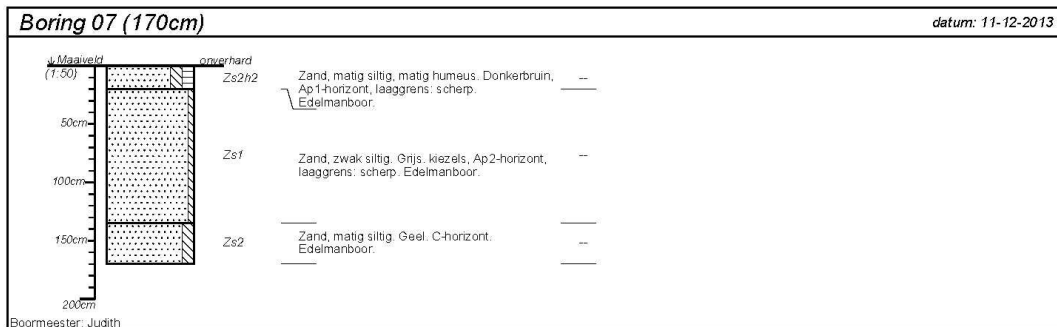 Boring 07 (170cm)
datum: 11-12-2013
↓ Maaiveld
onverhard
(1:50)
Zs2h2
Zand, matig siltig, matig humeus. Donkerbruin,
Ap1-horizont, laaggrens: scherp.
Edelmanboor.
--
50cm
Zs1
Zand, zwak siltig. Grijs. kiezels, Ap2-horizont,
laaggrens: scherp. Edelmanboor.
--
100cm
150cm
Zs2
Zand, matig siltig. Geel. C-horizont.
Edelmanboor.
--
200cm
Boormeester: Judith